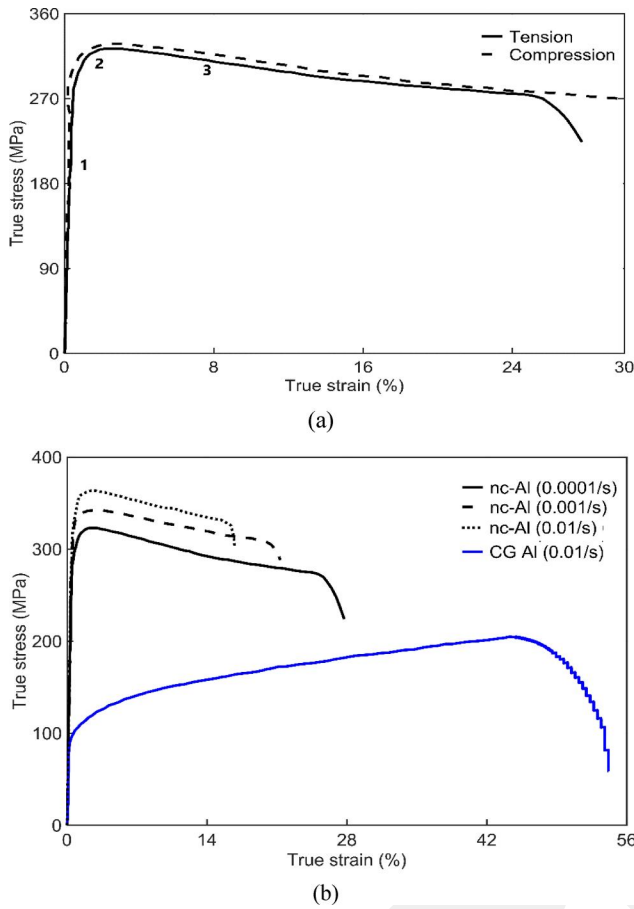 360
270
180
90
0
True stress (MPa)
Tension
Compression
1
2
3
0
8
16
24
30
True strain (%)
(a)
400
300
200
100
0
True stress (MPa)
nc-Al (0.0001/s)
nc-Al (0.001/s)
nc-Al (0.01/s)
CG Al (0.01/s)
0
14
28
42
56
True strain (%)
(b)